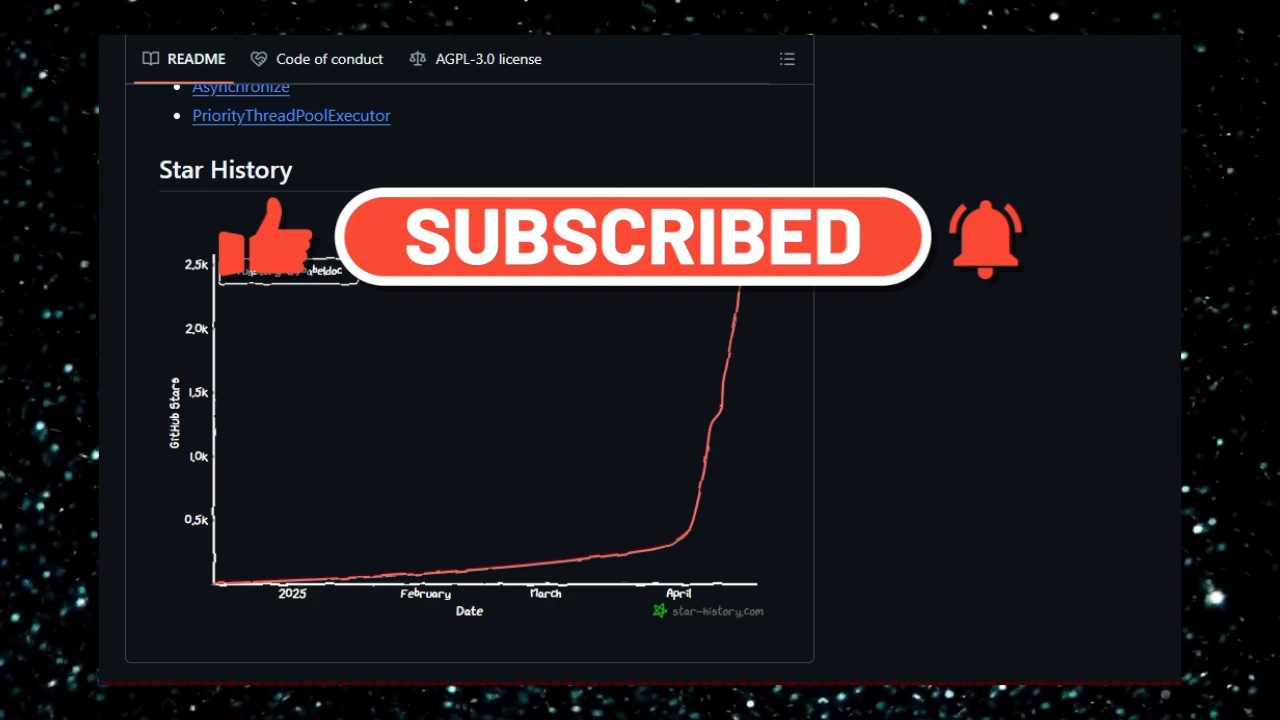 README
Code of conduct
AGPL-3.0 license
Asynchronize
PriorityThreadPoolExecutor
Star History
SUBSCRIBED
2.5k
2.0k
1.5k
1.0k
0.5k
GitHub Stars
2025
February
March
April
Date
star-history.com